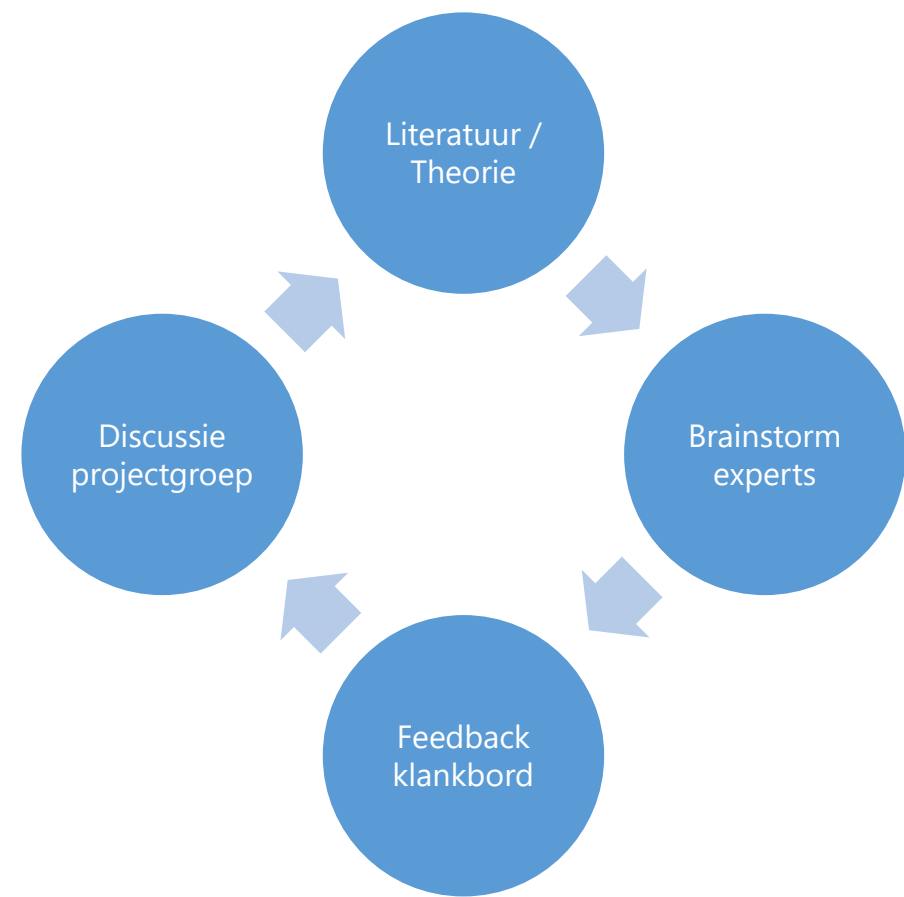 Literatuur /
Theorie
Brainstorm
experts
Feedback
klankbord
Discussie
projectgroep